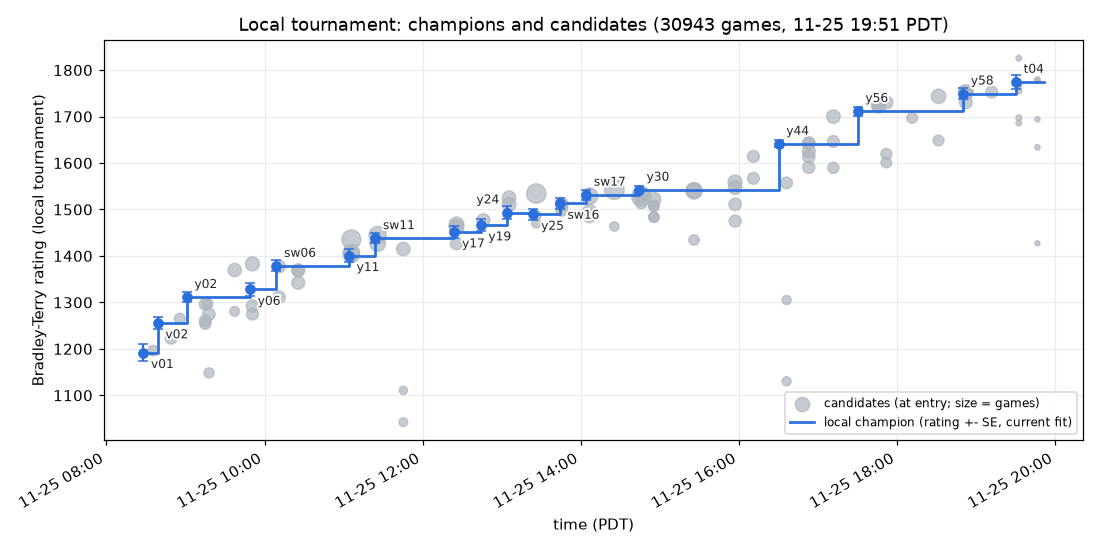 Local tournament: champions and candidates (30943 games, 11-25 19:51 PDT)
Bradley-Terry rating (local tournament)
1800
1700
1600
1500
1400
1300
1200
1100
t04
y58
y56
y44
y30
sw17
y24
sw16
y25
y19
sw11
y17
y11
sw06
y02
y06
v02
v01
candidates (at entry; size = games)
local champion (rating +- SE, current fit)
11-25 08:00
11-25 10:00
11-25 12:00
11-25 14:00
11-25 16:00
11-25 18:00
11-25 20:00
time (PDT)